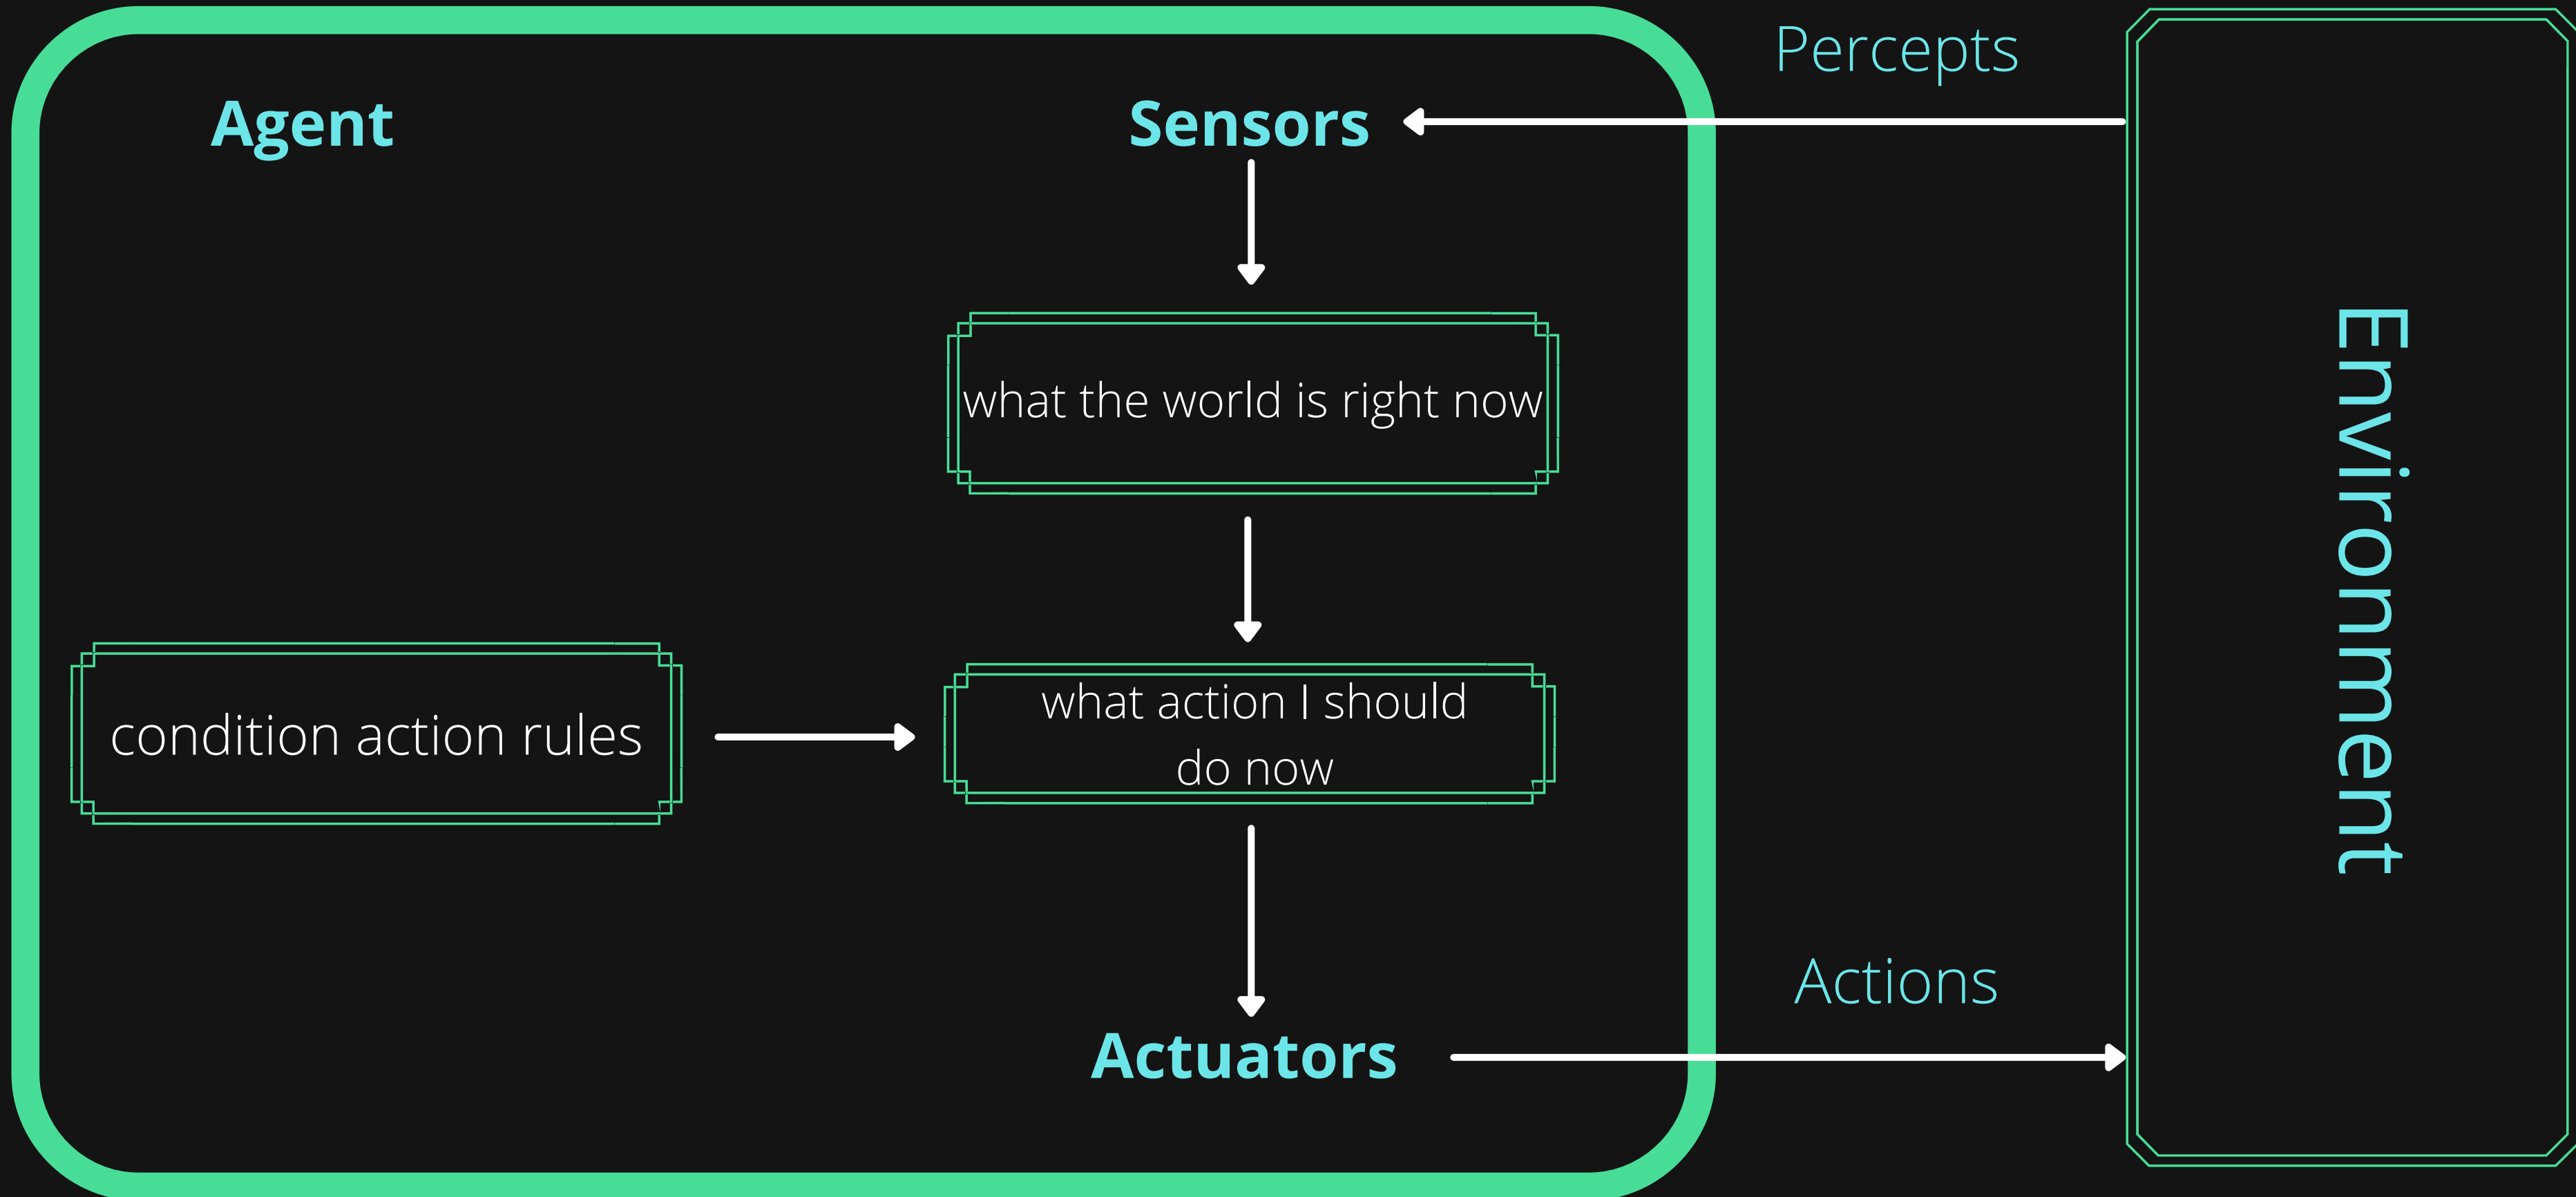 Percepts
Agent
Sensors
what the world is right now
Environment
condition action rules
what action I should
do now
Actions
Actuators